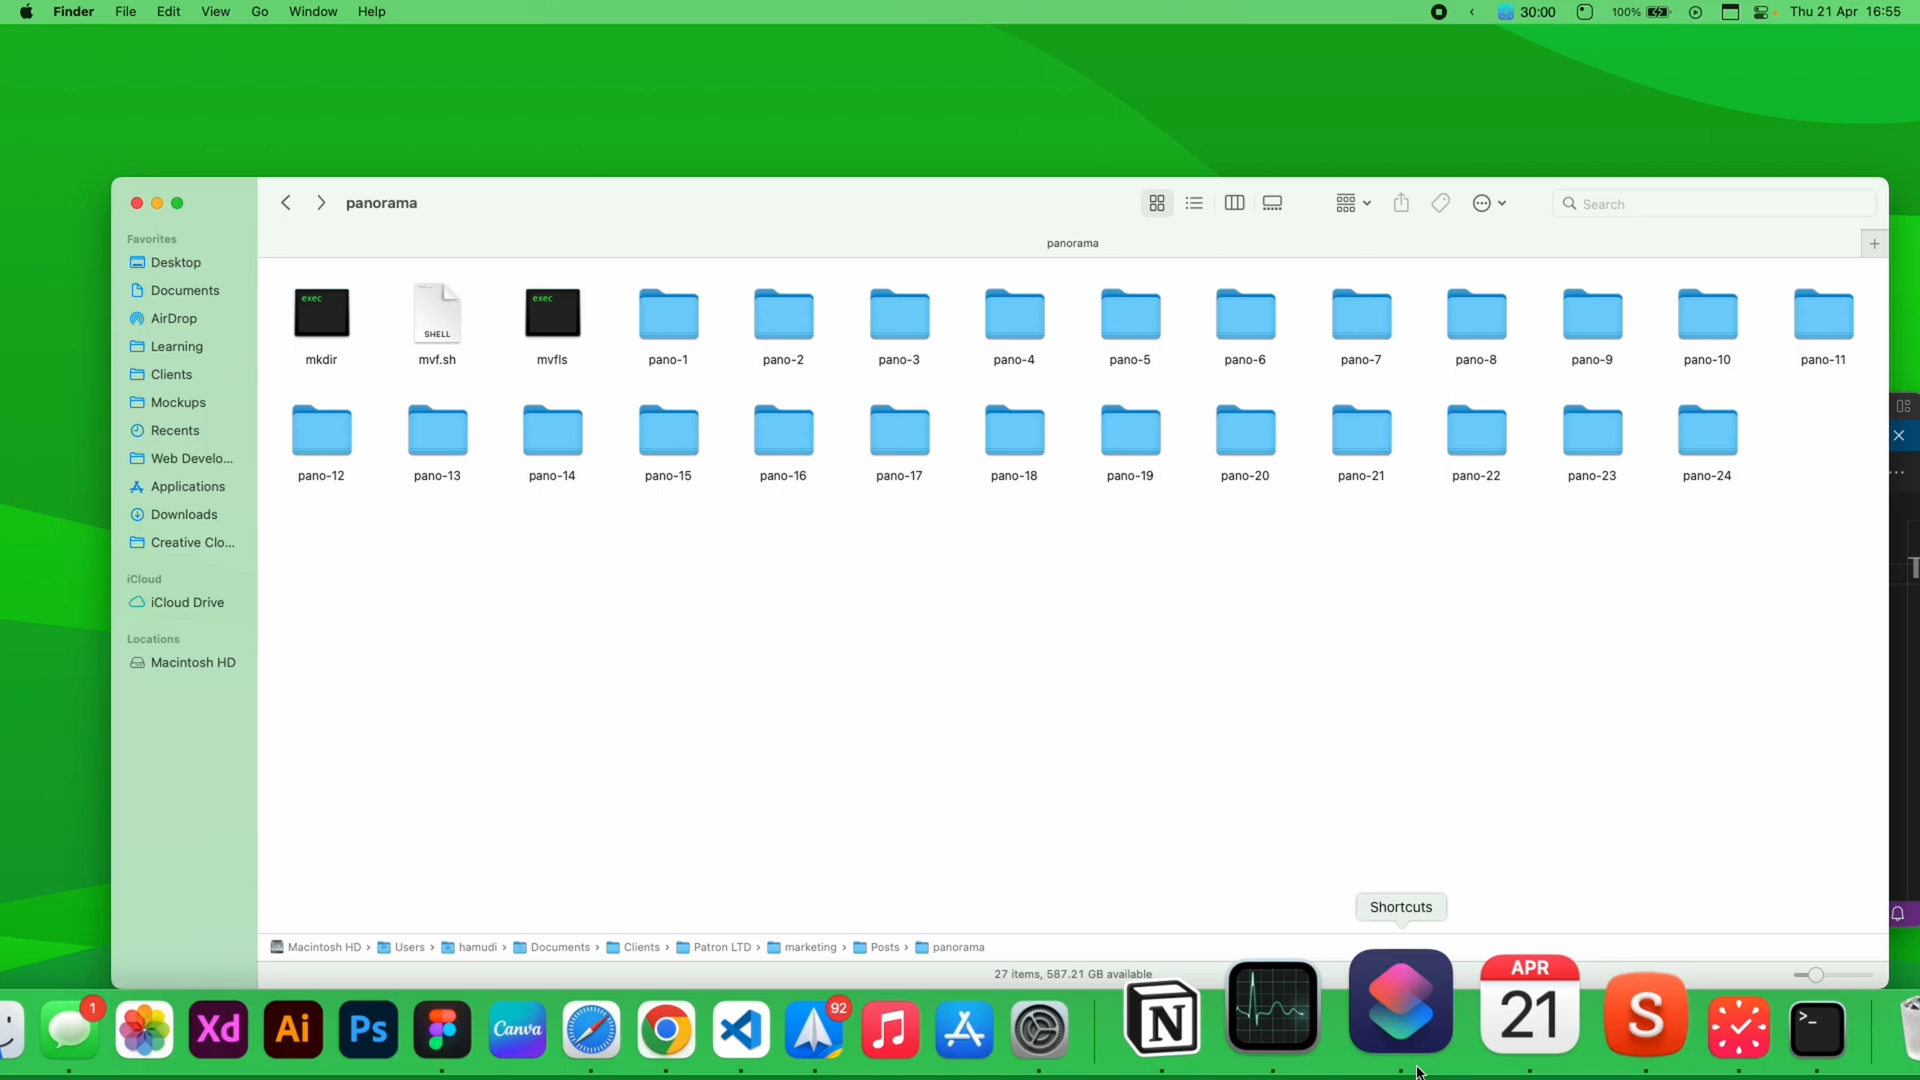 Finder File Edit View Go Window Help 30:00 100% Thu 21 Apr 16:55
panorama Search
panorama
Favorites
Desktop
Documents
AirDrop
Learning
Clients
Mockups
Recents
Web Develo...
Applications
Downloads
Creative Clo...
iCloud
iCloud Drive
Locations
Macintosh HD
exec SHELL exec
mkdir mvf.sh mvfls pano-1 pano-2 pano-3 pano-4 pano-5 pano-6 pano-7 pano-8 pano-9 pano-10 pano-11
pano-12 pano-13 pano-14 pano-15 pano-16 pano-17 pano-18 pano-19 pano-20 pano-21 pano-22 pano-23 pano-24
Shortcuts
Macintosh HD › Users › hamudi › Documents › Clients › Patron LTD › marketing › Posts › panorama
27 items, 587.21 GB available
1 Xd Ai Ps Canva 92 N APR 21 S >_